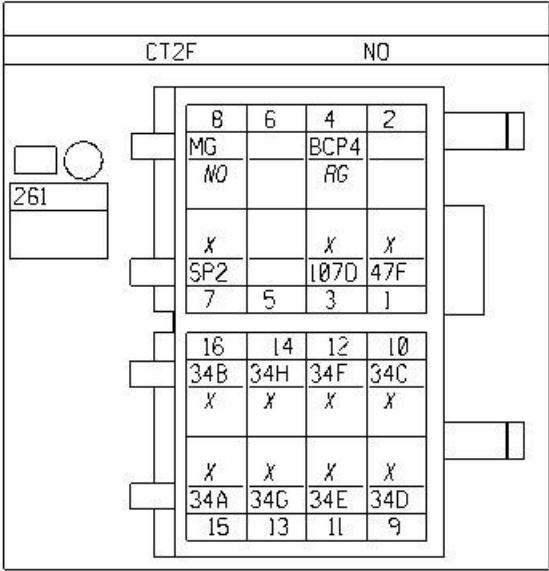 CT2F NO
8 6 4 2
MG BCP4
NO RG
261
X X X
SP2 107D 47F
7 5 3 1
16 14 12 10
34B 34H 34F 34C
X X X X
X X X X
34A 34G 34E 34D
15 13 11 9